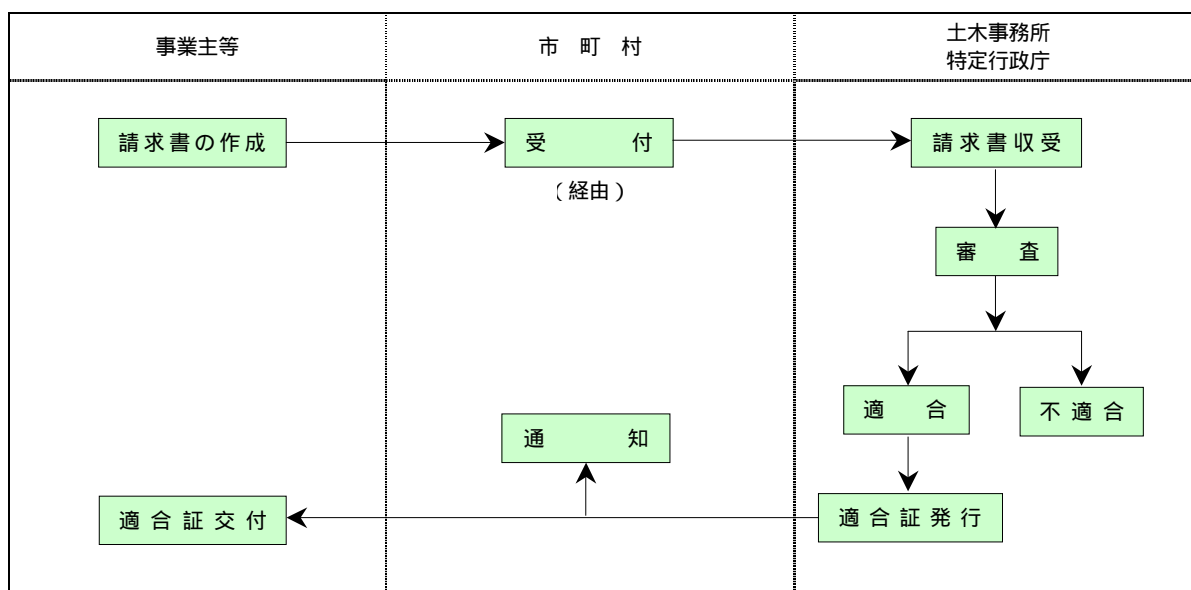 事業主等
市 町 村
土木事務所
特定行政庁
請求書の作成
受 付
請求書収受
（経由）
審 査
適 合
不適合
通 知
適合証交付
適合証発行